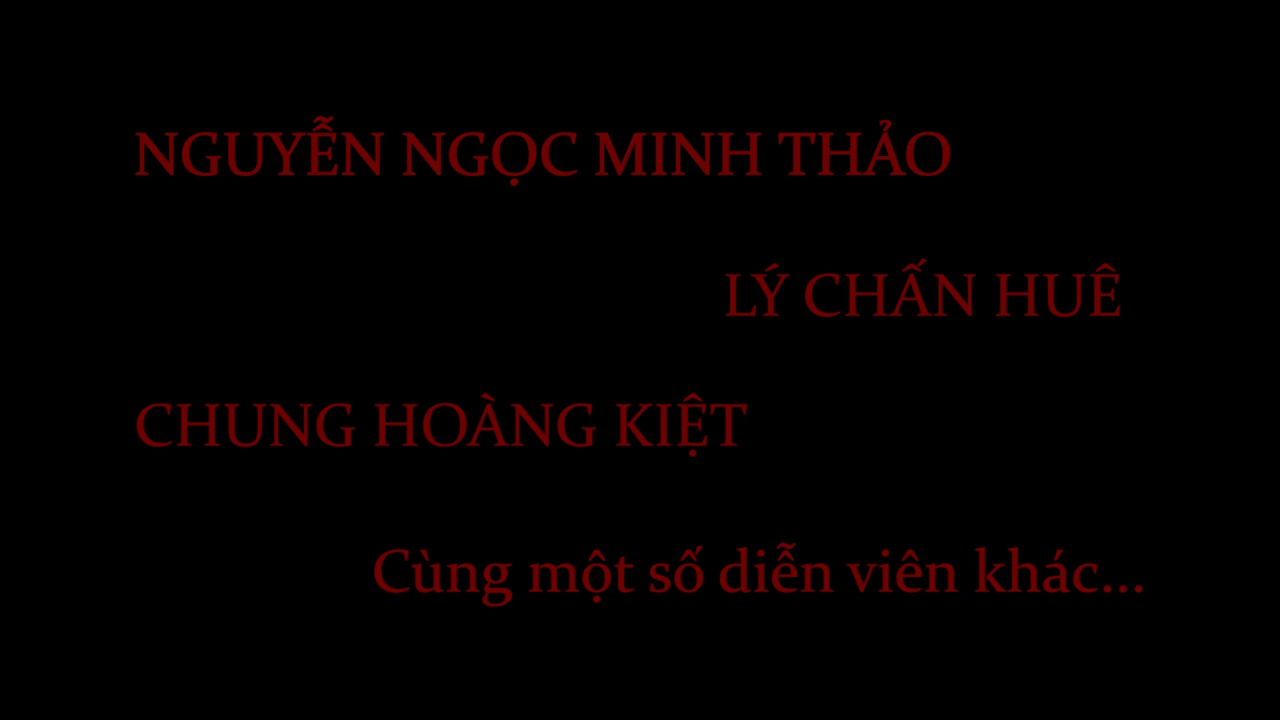 NGUYỄN NGỌC MINH THẢO
LÝ CHẤN HUÊ
CHUNG HOÀNG KIỆT
Cùng một số diễn viên khác...